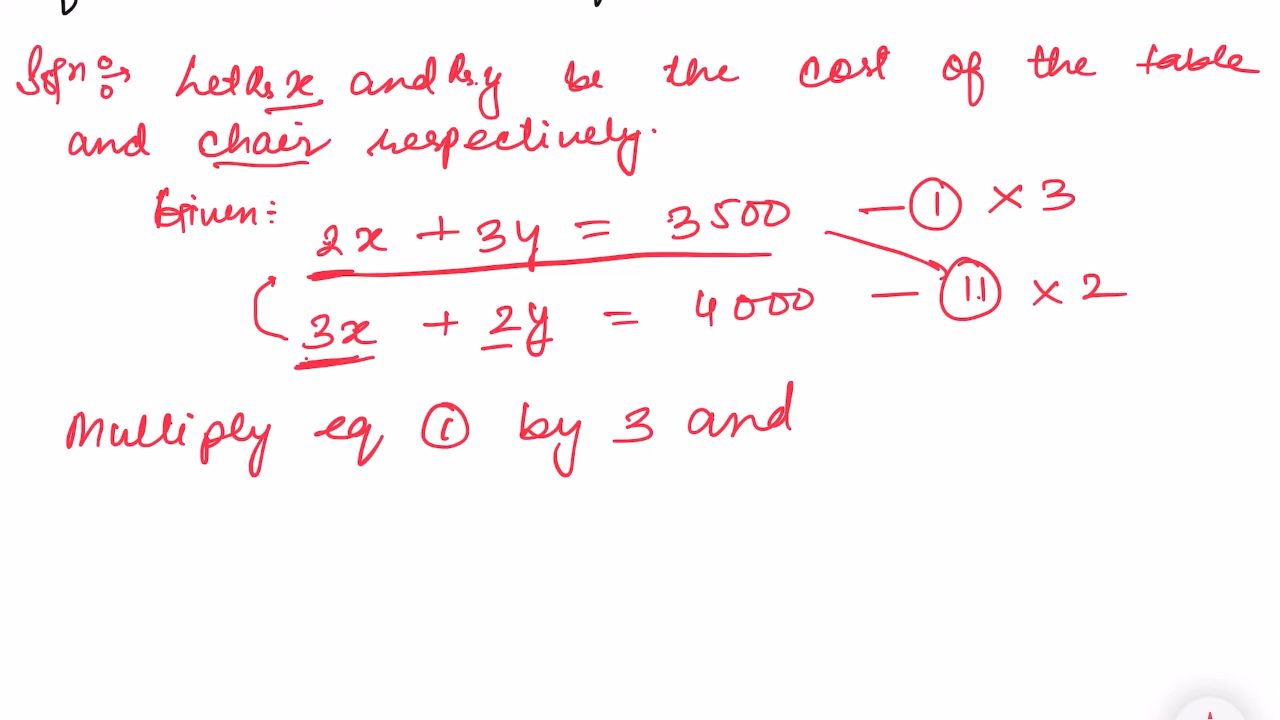 Solⁿ :→ Let Rs x and Rs. y be the cost of the table
and chair respectively.
Given :
2x + 3y = 3500 — ① × 3
3x + 2y = 4000 — ⑪ × 2
Multiply eq ① by 3 and